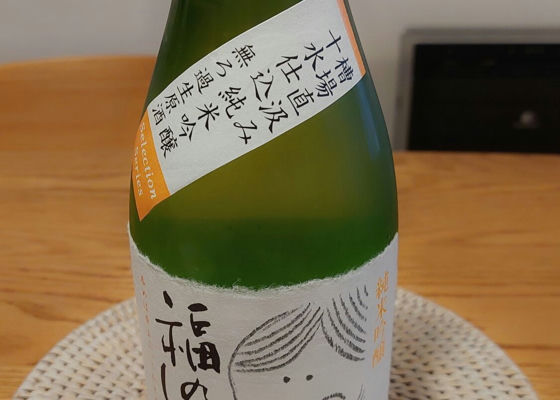 槽場直汲み
十水仕込純米吟醸
無ろ過生原酒
Selection
Series
純米吟醸
福の